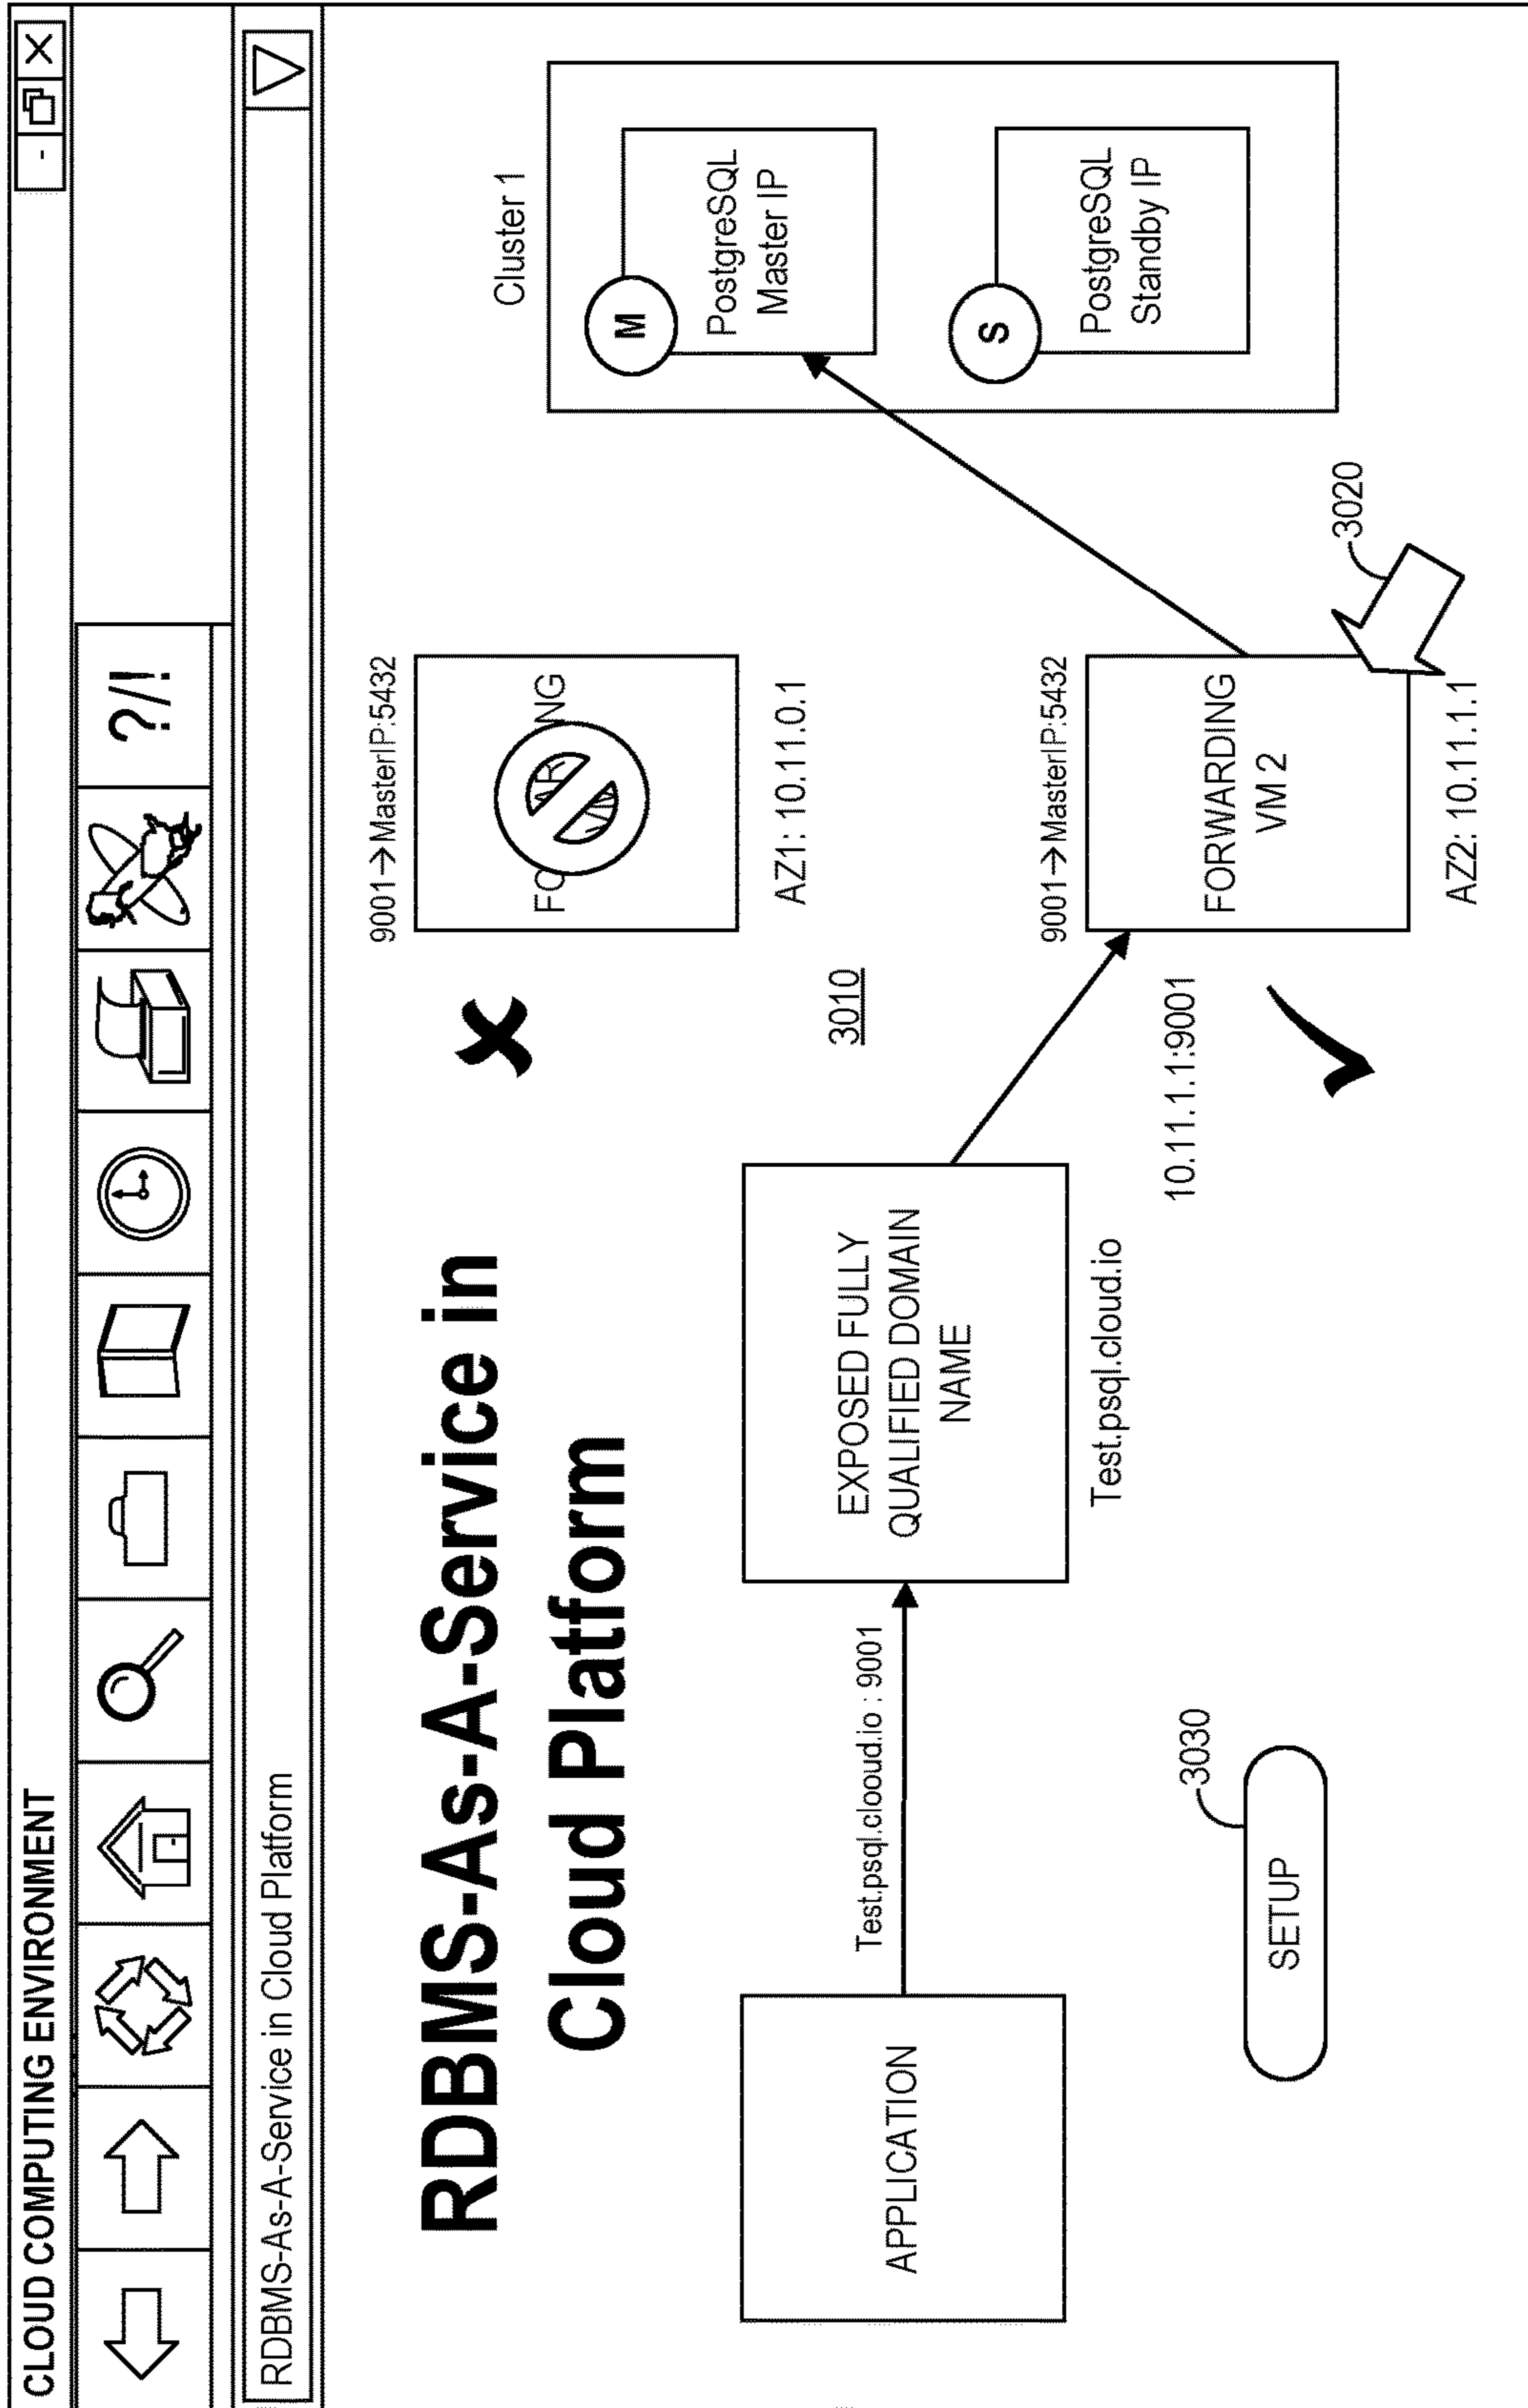 CLOUD COMPUTING ENVIRONMENT
- X
?/!
RDBMS-As-A-Service in Cloud Platform
RDBMS-As-A-Service in
Cloud Platform
9001→MasterIP:5432
AZ1: 10.11.0.1
3010
Cluster 1
M
PostgreSQL
Master IP
S
PostgreSQL
Standby IP
APPLICATION
Test.psql.clooud.io : 9001
EXPOSED FULLY
QUALIFIED DOMAIN
NAME
Test.psql.cloud.io
10.11.1.1:9001
9001→MasterIP:5432
FORWARDING
VM 2
AZ2: 10.11.1.1
3020
SETUP
3030